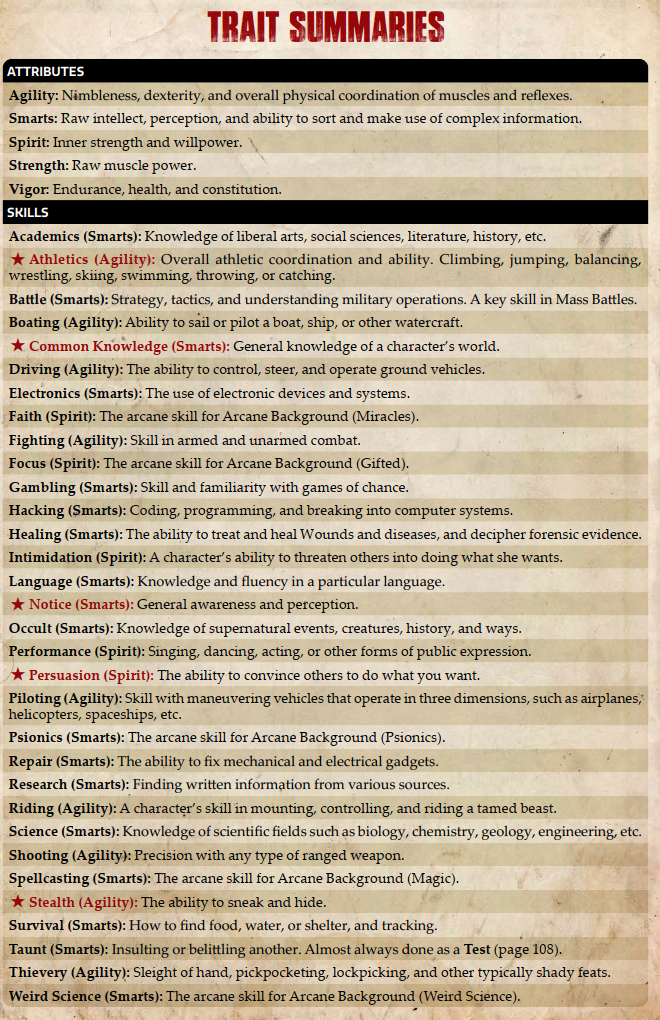 TRAIT SUMMARIES
ATTRIBUTES
Agility: Nimbleness, dexterity, and overall physical coordination of muscles and reflexes.
Smarts: Raw intellect, perception, and ability to sort and make use of complex information.
Spirit: Inner strength and willpower.
Strength: Raw muscle power.
Vigor: Endurance, health, and constitution.
SKILLS
Academics (Smarts): Knowledge of liberal arts, social sciences, literature, history, etc.
★ Athletics (Agility): Overall athletic coordination and ability. Climbing, jumping, balancing,
wrestling, skiing, swimming, throwing, or catching.
Battle (Smarts): Strategy, tactics, and understanding military operations. A key skill in Mass Battles.
Boating (Agility): Ability to sail or pilot a boat, ship, or other watercraft.
★ Common Knowledge (Smarts): General knowledge of a character's world.
Driving (Agility): The ability to control, steer, and operate ground vehicles.
Electronics (Smarts): The use of electronic devices and systems.
Faith (Spirit): The arcane skill for Arcane Background (Miracles).
Fighting (Agility): Skill in armed and unarmed combat.
Focus (Spirit): The arcane skill for Arcane Background (Gifted).
Gambling (Smarts): Skill and familiarity with games of chance.
Hacking (Smarts): Coding, programming, and breaking into computer systems.
Healing (Smarts): The ability to treat and heal Wounds and diseases, and decipher forensic evidence.
Intimidation (Spirit): A character's ability to threaten others into doing what she wants.
Language (Smarts): Knowledge and fluency in a particular language.
★ Notice (Smarts): General awareness and perception.
Occult (Smarts): Knowledge of supernatural events, creatures, history, and ways.
Performance (Spirit): Singing, dancing, acting, or other forms of public expression.
★ Persuasion (Spirit): The ability to convince others to do what you want.
Piloting (Agility): Skill with maneuvering vehicles that operate in three dimensions, such as airplanes,
helicopters, spaceships, etc.
Psionics (Smarts): The arcane skill for Arcane Background (Psionics).
Repair (Smarts): The ability to fix mechanical and electrical gadgets.
Research (Smarts): Finding written information from various sources.
Riding (Agility): A character's skill in mounting, controlling, and riding a tamed beast.
Science (Smarts): Knowledge of scientific fields such as biology, chemistry, geology, engineering, etc.
Shooting (Agility): Precision with any type of ranged weapon.
Spellcasting (Smarts): The arcane skill for Arcane Background (Magic).
★ Stealth (Agility): The ability to sneak and hide.
Survival (Smarts): How to find food, water, or shelter, and tracking.
Taunt (Smarts): Insulting or belittling another. Almost always done as a Test (page 108).
Thievery (Agility): Sleight of hand, pickpocketing, lockpicking, and other typically shady feats.
Weird Science (Smarts): The arcane skill for Arcane Background (Weird Science).